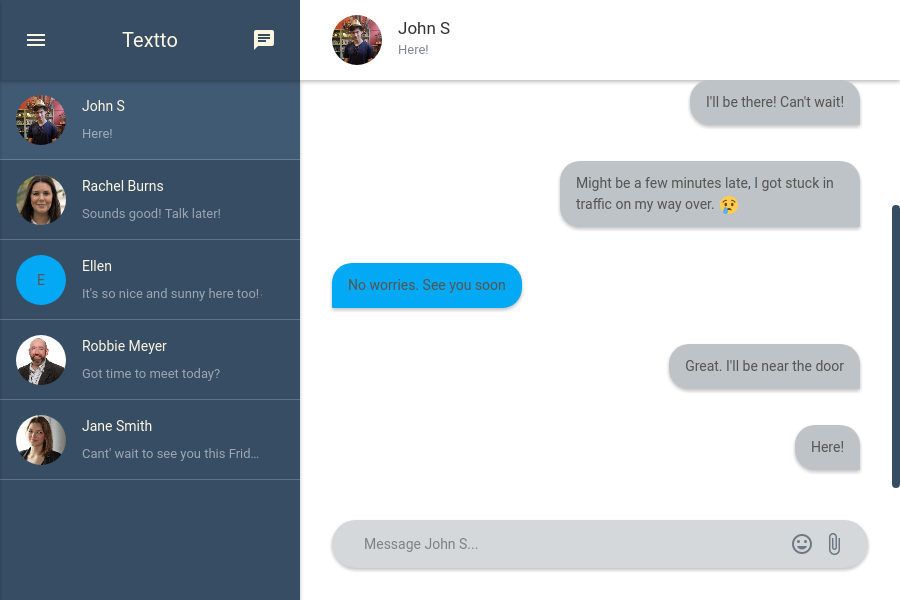 Textto
John S
Here!
Rachel Burns
Sounds good! Talk later!
E
Ellen
It's so nice and sunny here too!
Robbie Meyer
Got time to meet today?
Jane Smith
Cant' wait to see you this Frid...
John S
Here!
I'll be there! Can't wait!
Might be a few minutes late, I got stuck in
traffic on my way over. 😢
No worries. See you soon
Great. I'll be near the door
Here!
Message John S...